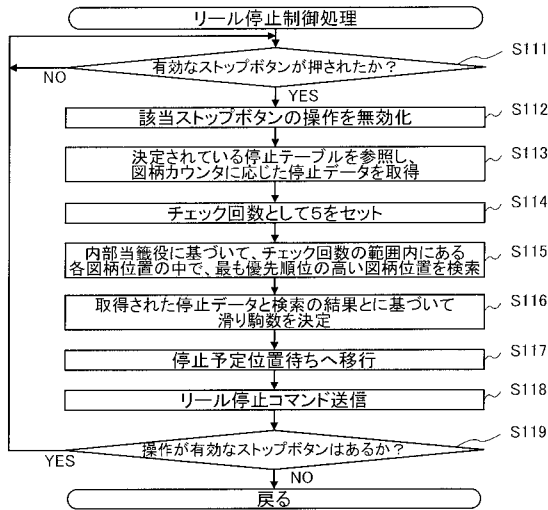 リール停止制御処理
有効なストップボタンが押されたか？
S111
NO
YES
該当ストップボタンの操作を無効化
S112
決定されている停止テーブルを参照し、
図柄カウンタに応じた停止データを取得
S113
チェック回数として5をセット
S114
内部当籤役に基づいて、チェック回数の範囲内にある
各図柄位置の中で、最も優先順位の高い図柄位置を検索
S115
取得された停止データと検索の結果とに基づいて
滑り駒数を決定
S116
停止予定位置待ちへ移行
S117
リール停止コマンド送信
S118
操作が有効なストップボタンはあるか？
S119
YES
NO
戻る